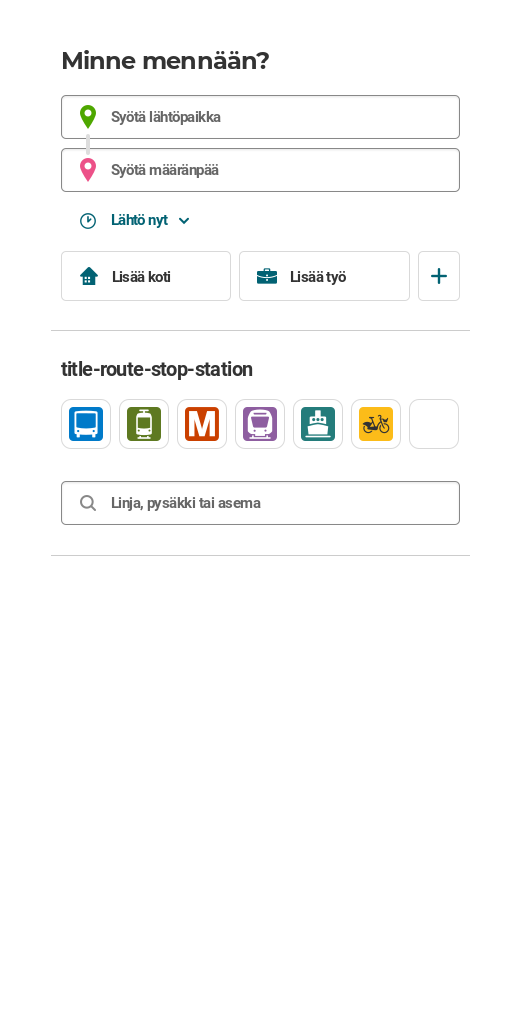 Minne mennään?
Syötä lähtöpaikka
Syötä määränpää
Lähtö nyt
Lisää koti
Lisää työ
title-route-stop-station
M
Linja, pysäkki tai asema